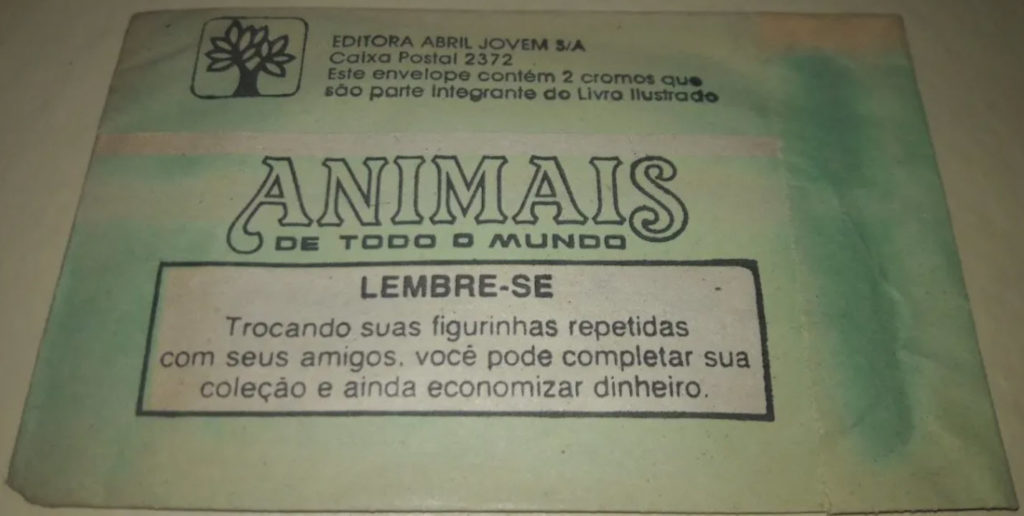 EDITORA ABRIL JOVEM S/A
Caixa Postal 2372
Este envelope contém 2 cromos que
são parte Integrante do Livro Ilustrado
ANIMAIS
DE TODO O MUNDO
LEMBRE-SE
Trocando suas figurinhas repetidas
com seus amigos. você pode completar sua
coleção e ainda economizar dinheiro.